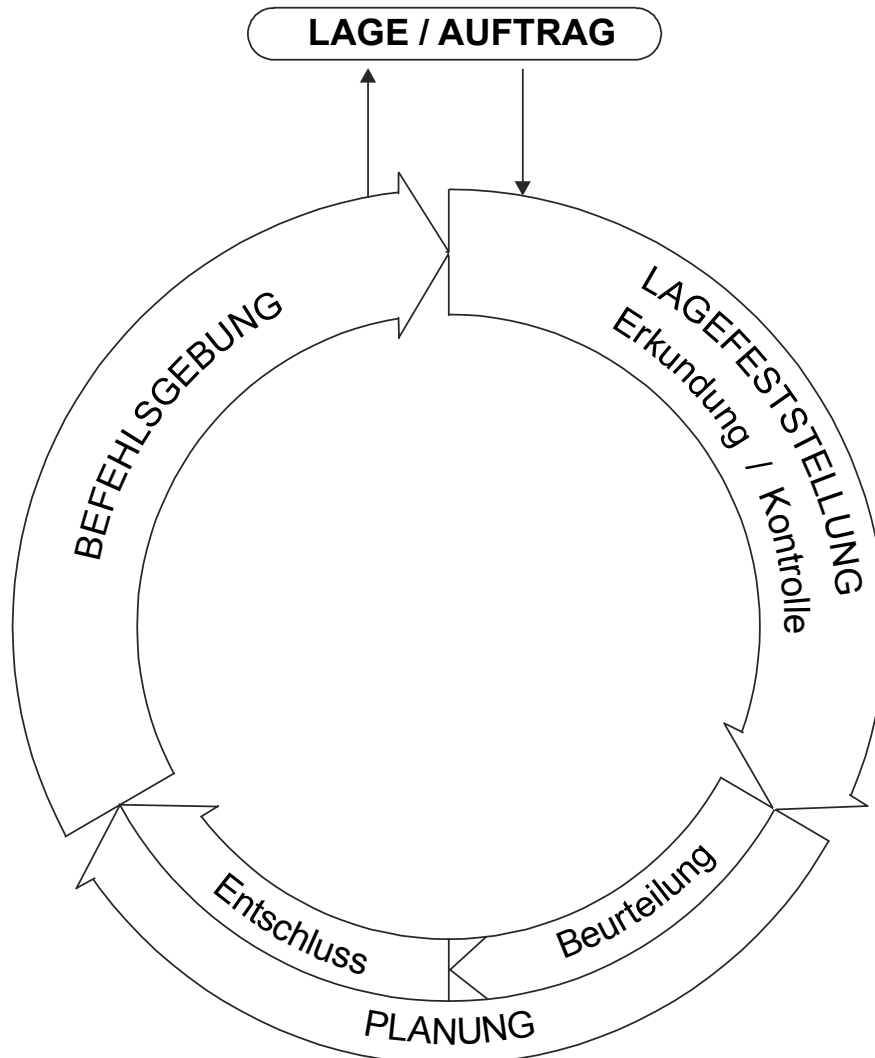 LAGE / AUFTRAG
LAGEFESTSTELLUNG
Erkundung / Kontrolle
Beurteilung
Entschluss
PLANUNG
BEFEHLSGEBUNG